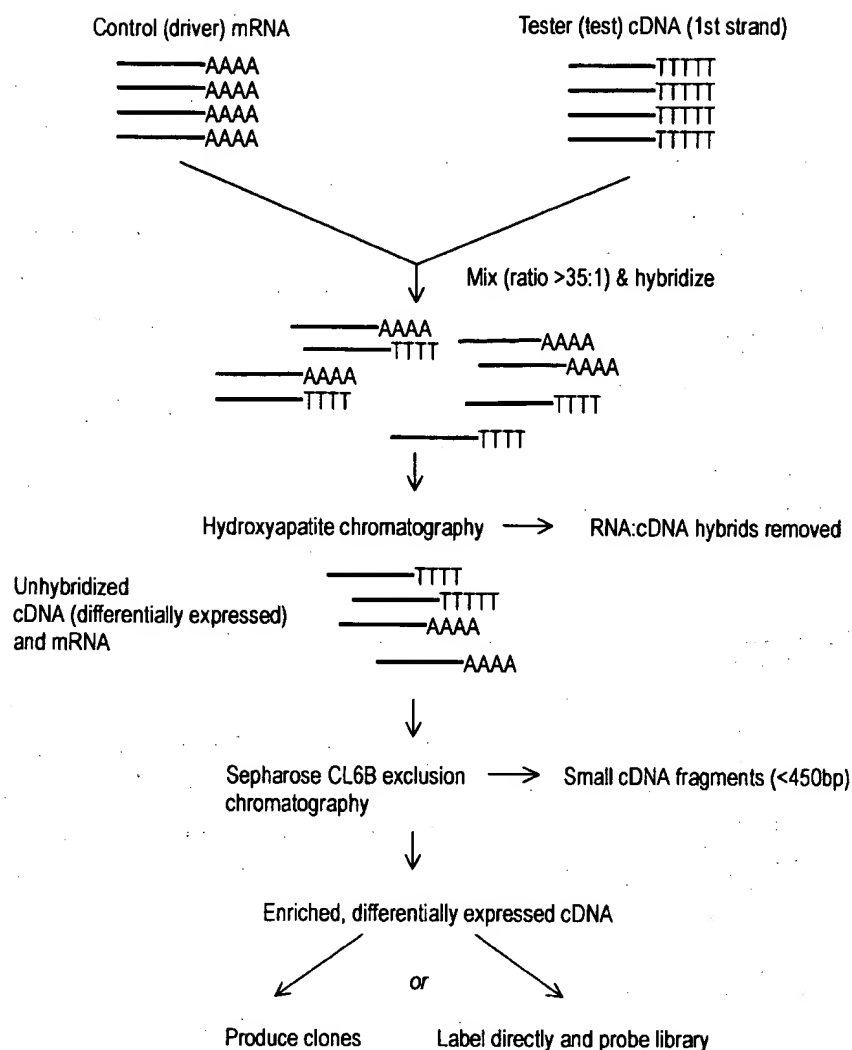 Control (driver) mRNA
Tester (test) cDNA (1st strand)
AAAA
AAAA
AAAA
AAAA
TTTTT
TTTTT
TTTTT
TTTTT
Mix (ratio >35:1) & hybridize
AAAA
TTTT
AAAA
TTTT
AAAA
AAAA
TTTT
TTTT
Hydroxyapatite chromatography
RNA:cDNA hybrids removed
Unhybridized
cDNA (differentially expressed)
and mRNA
TTTT
TTTTT
AAAA
AAAA
Sepharose CL6B exclusion
chromatography
Small cDNA fragments (<450bp)
Enriched, differentially expressed cDNA
or
Produce clones
Label directly and probe library